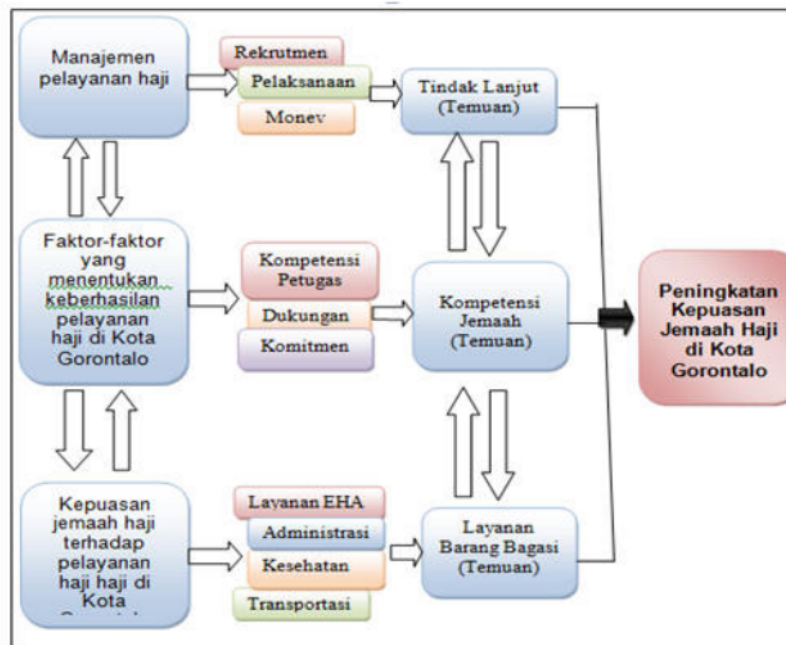 Manajemen
pelayanan haji
Rekrutmen
Pelaksanaan
Monev
Tindak Lanjut
(Temuan)
Faktor-faktor
yang
menentukan
keberhasilan
pelayanan
haji di Kota
Gorontalo
Kompetensi
Petugas
Dukungan
Komitmen
Kompetensi
Jemaah
(Temuan)
Peningkatan
Kepuasan
Jemaah Haji
di Kota
Gorontalo
Kepuasan
jemaah haji
terhadap
pelayanan
haji haji di
Kota
Layanan EHA
Administrasi
Kesehatan
Transportasi
Layanan
Barang Bagasi
(Temuan)